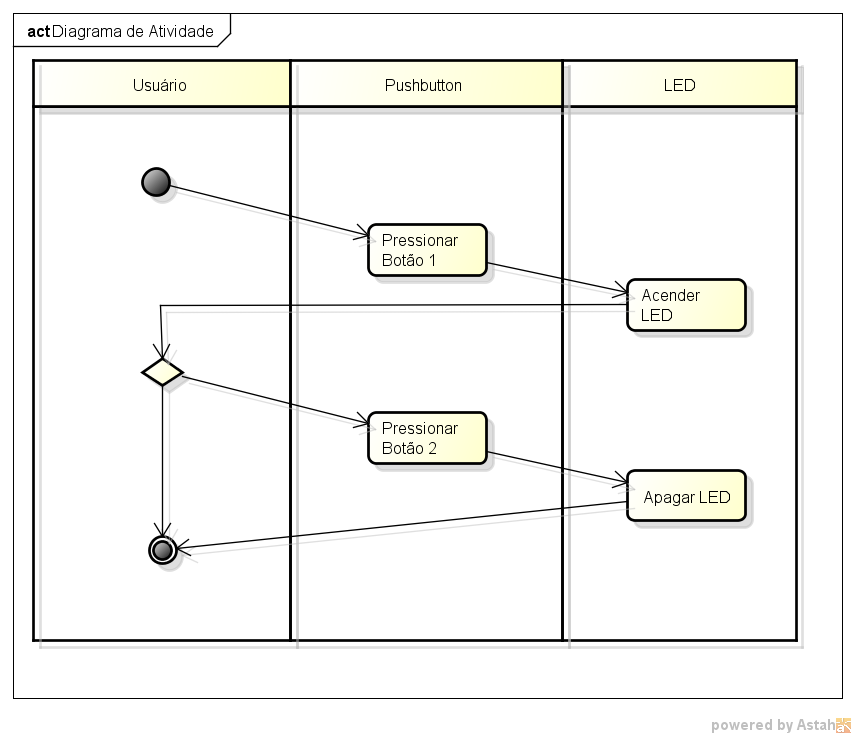 act Diagrama de Atividade
Usuário
Pushbutton
LED
Pressionar
Botão 1
Acender
LED
Pressionar
Botão 2
Apagar LED
powered by Astah